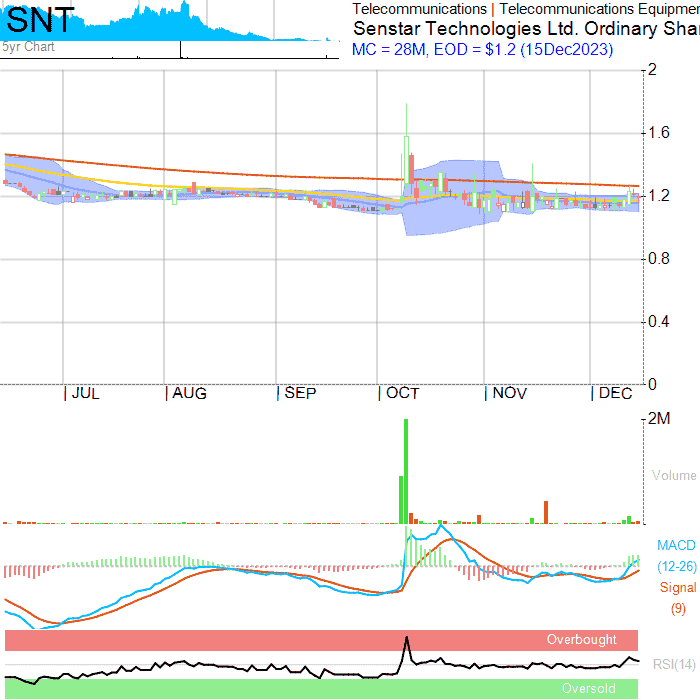 SNT
5yr Chart
Telecommunications | Telecommunications Equipmen
Senstar Technologies Ltd. Ordinary Shar
MC = 28M, EOD = $1.2 (15Dec2023)
2
1.6
1.2
0.8
0.4
0
JUL AUG SEP OCT NOV DEC
2M
Volume
MACD
(12-26)
Signal
(9)
Overbought
RSI(14)
Oversold